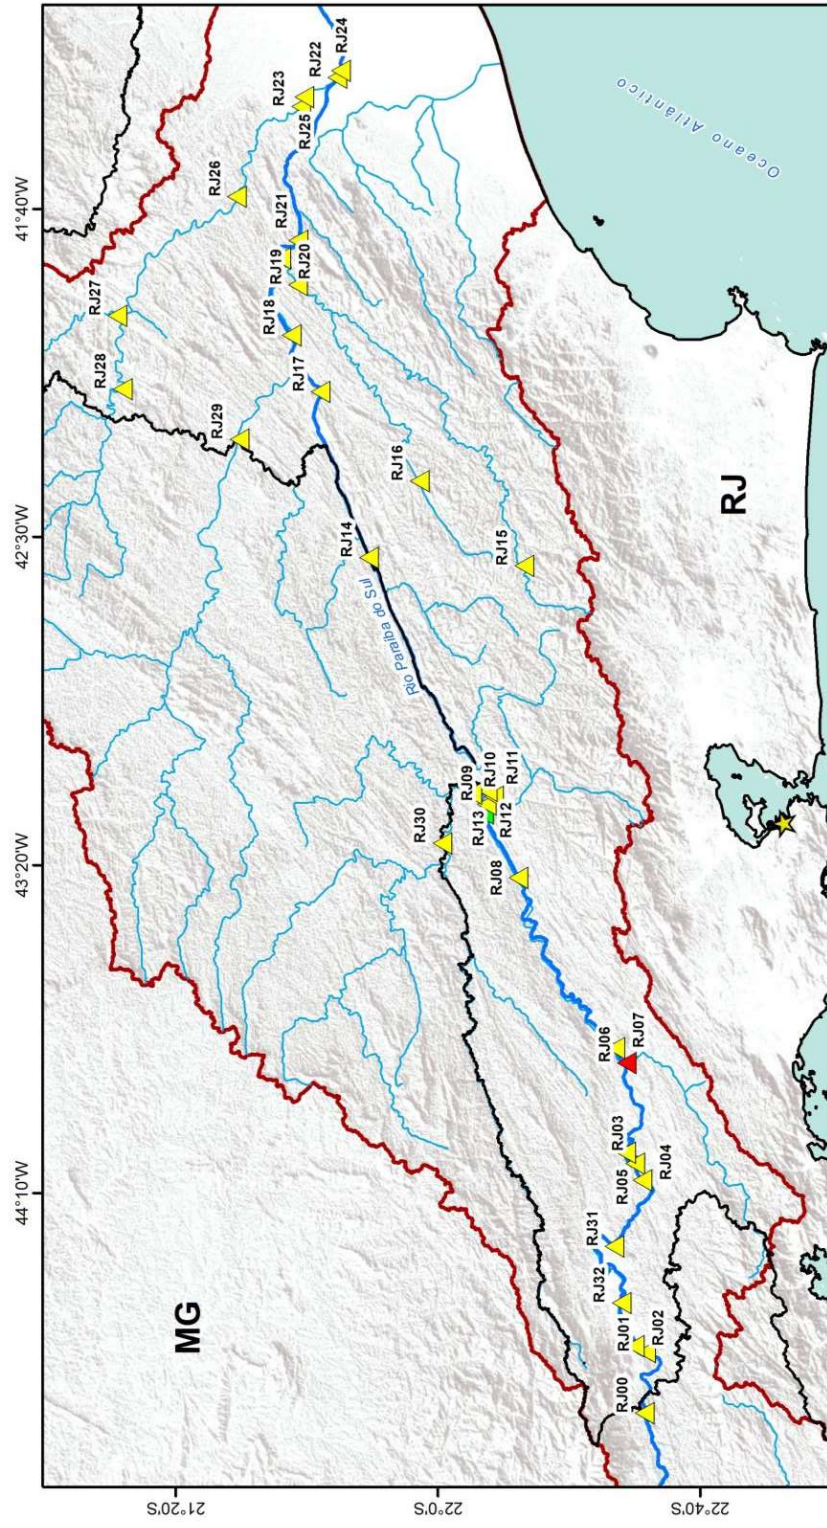 44°10'W
43°20'W
42°30'W
41°40'W
21°20'S
22°0'S
22°40'S
MG
RJ
Oceano Atlântico
Rio Paraíba do Sul
RJ28
RJ27
RJ26
RJ23
RJ22
RJ24
RJ25
RJ29
RJ18
RJ19
RJ21
RJ20
RJ17
RJ14
RJ16
RJ15
RJ30
RJ09
RJ10
RJ11
RJ13
RJ12
RJ08
RJ06
RJ07
RJ03
RJ05
RJ04
RJ31
RJ32
RJ01
RJ02
RJ00